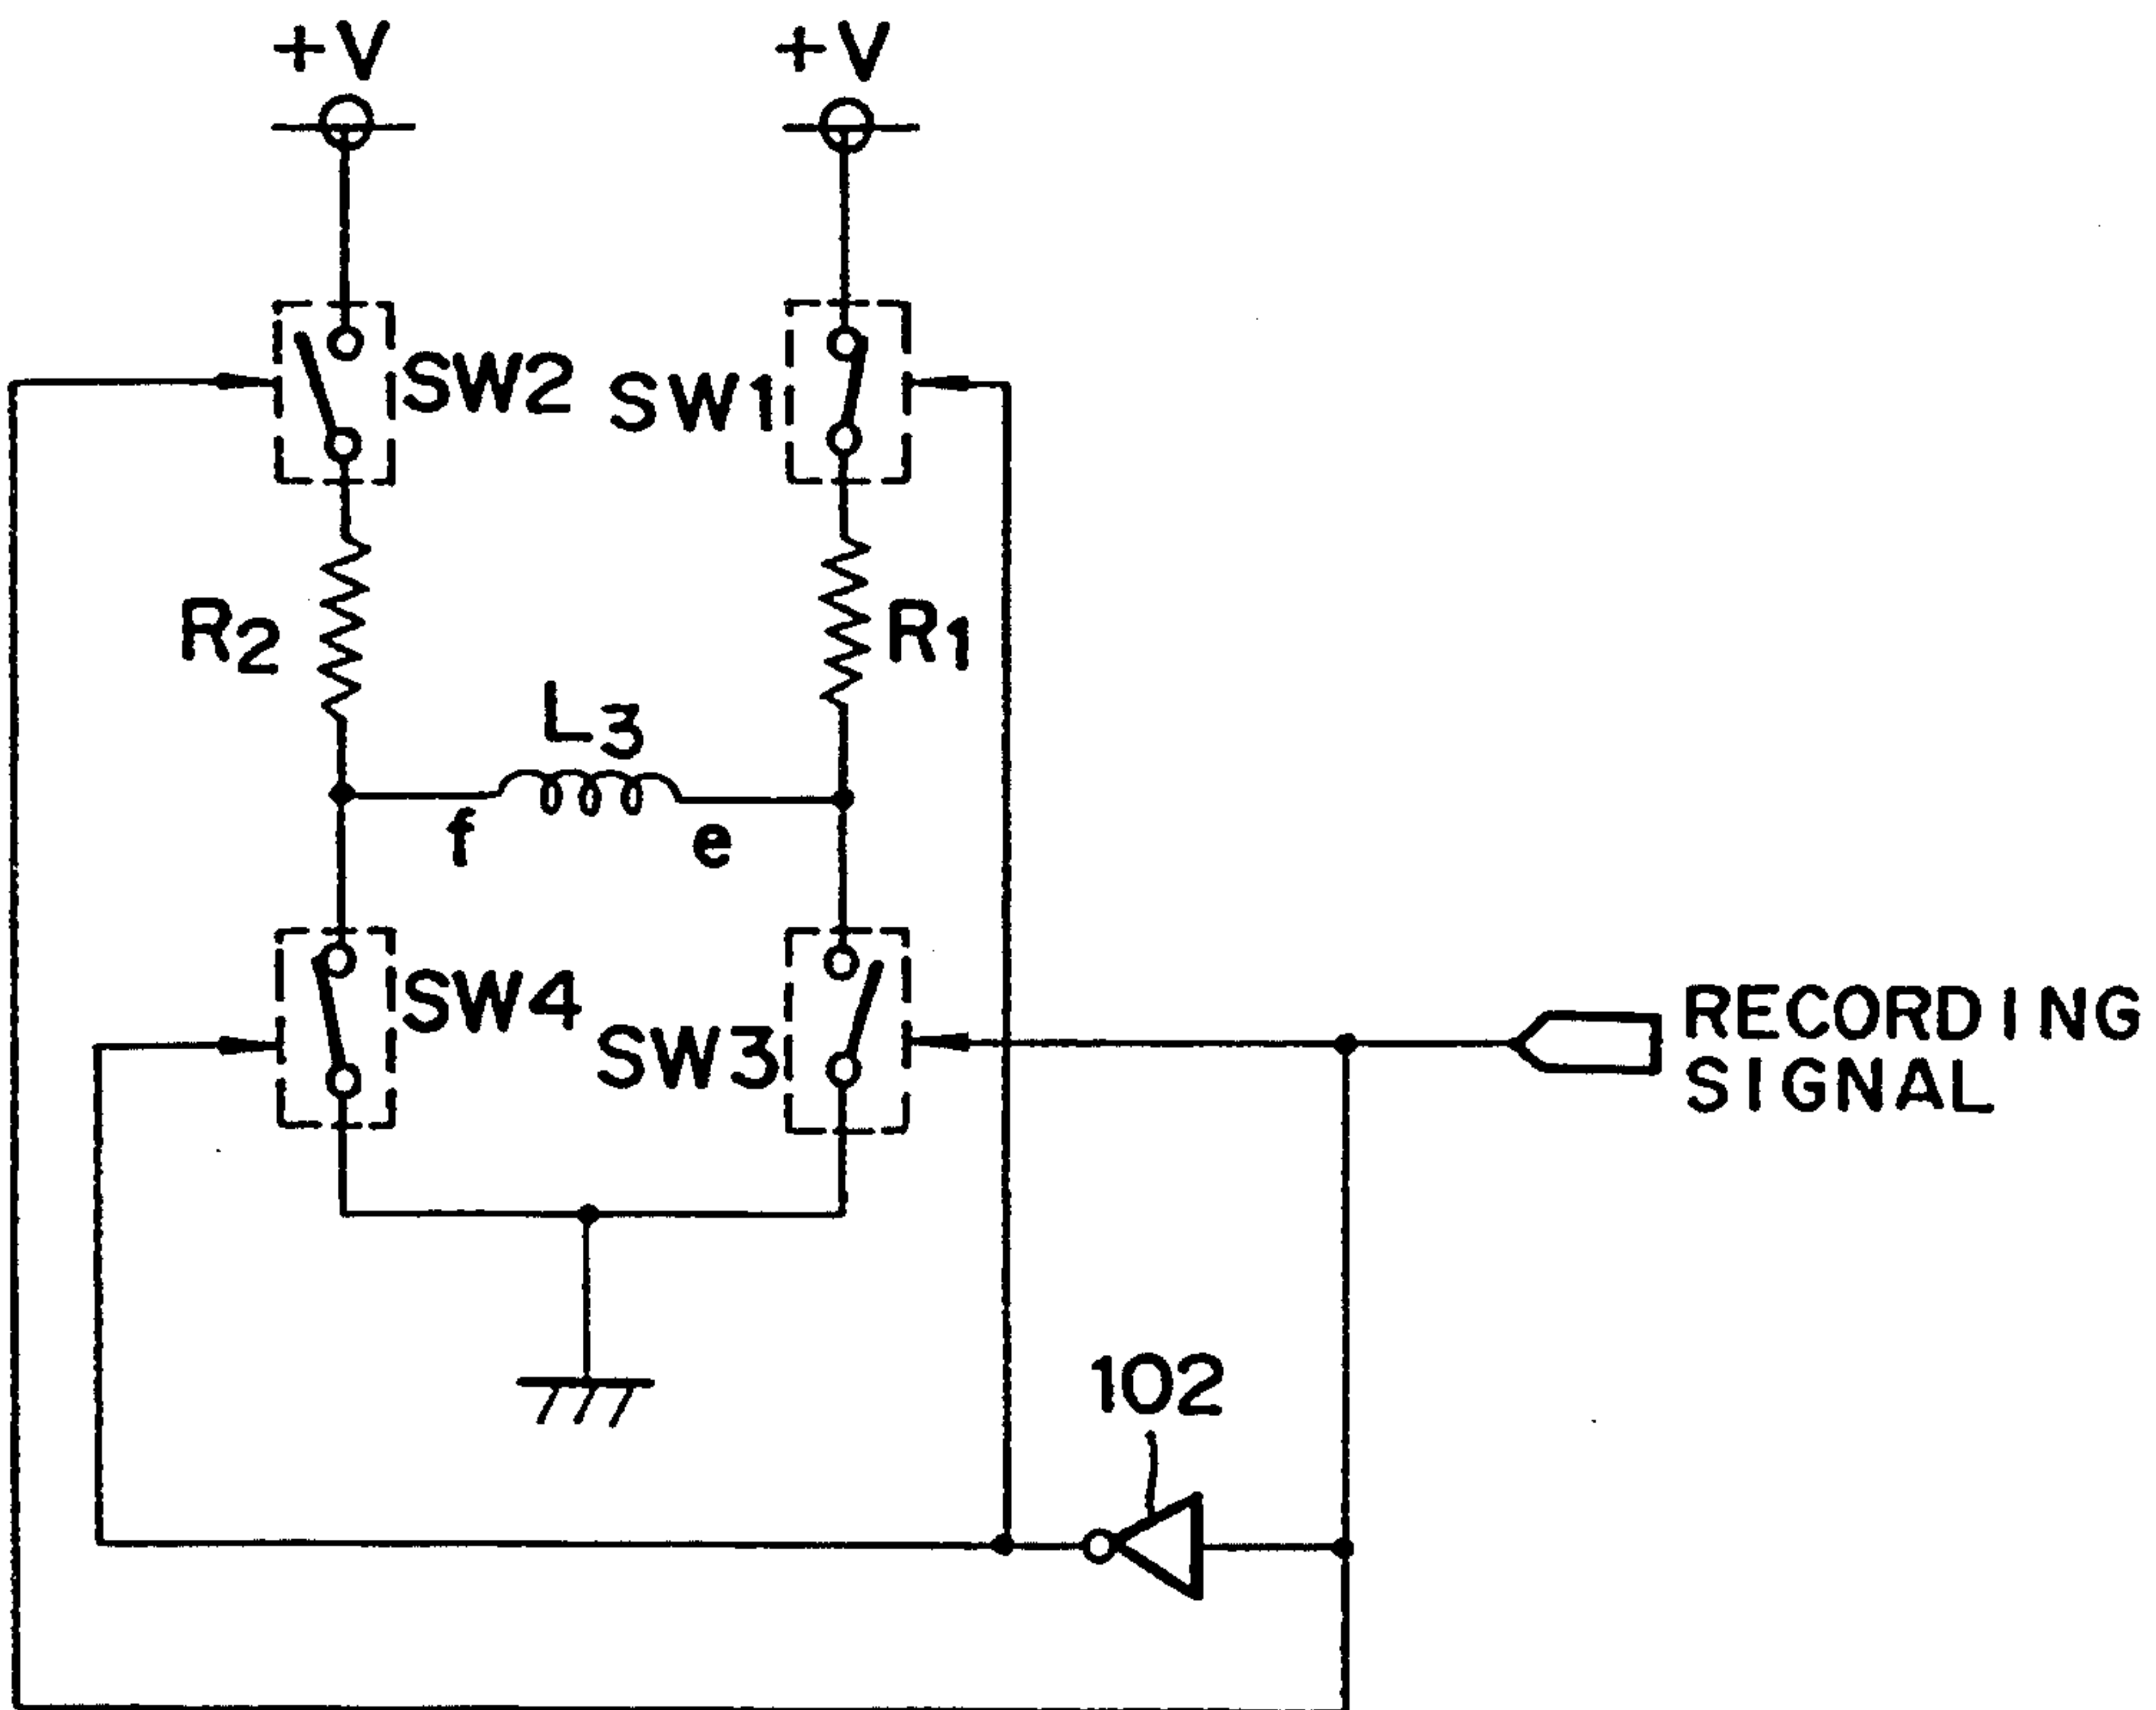 +V
+V
SW2
SW1
R2
R1
L3
f
e
SW4
SW3
RECORDING
SIGNAL
102